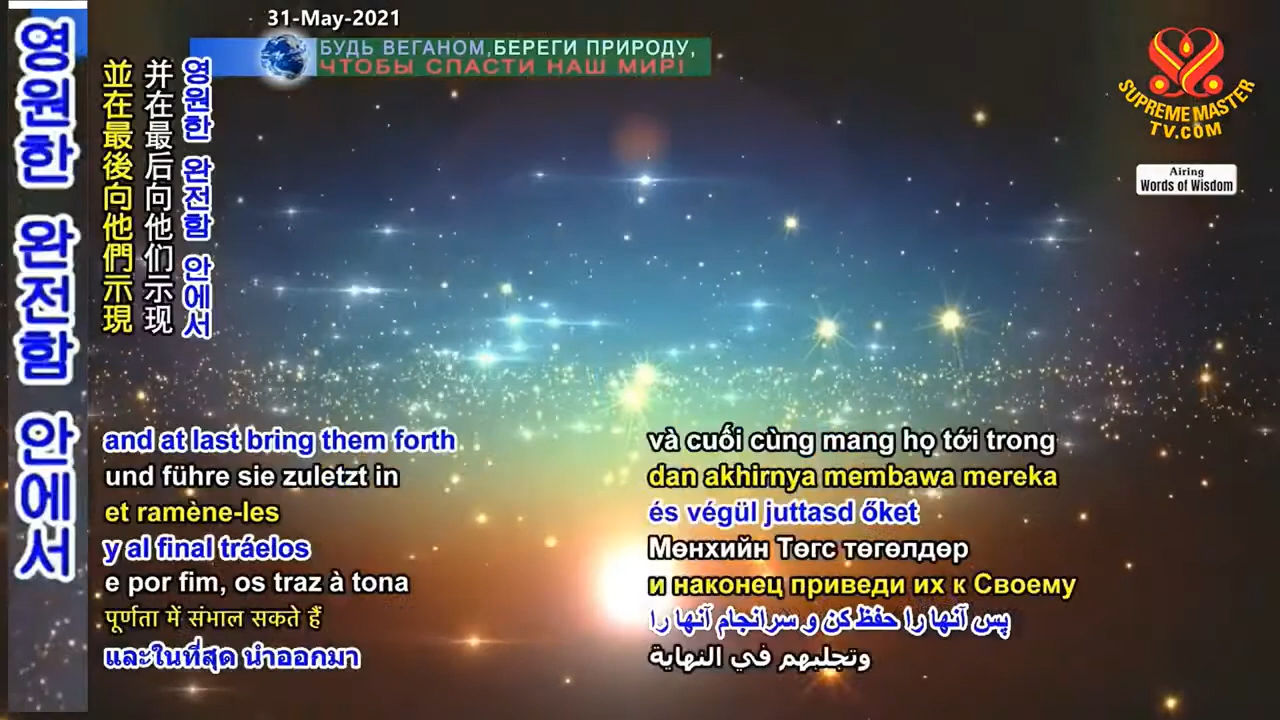 31-May-2021
БУДЬ ВЕГАНОМ,БЕРЕГИ ПРИРОДУ,
ЧТОБЫ СПАСТИ НАШ МИР!
SUPREME MASTER
TV.COM
Airing
Words of Wisdom
영원한 완전함 안에서
並在最後向他們示現
并在最后向他们示现
영원한 완전함 안에서
and at last bring them forth
und führe sie zuletzt in
et ramène-les
y al final tráelos
e por fim, os traz à tona
पूर्णता में संभाल सकते हैं
และในที่สุด นำออกมา
và cuối cùng mang họ tới trong
dan akhirnya membawa mereka
és végül juttasd őket
Мөнхийн Төгс төгөлдөр
и наконец приведи их к Своему
پس آنها را حفظ کن و سرانجام آنها را
وتجلبهم في النهاية